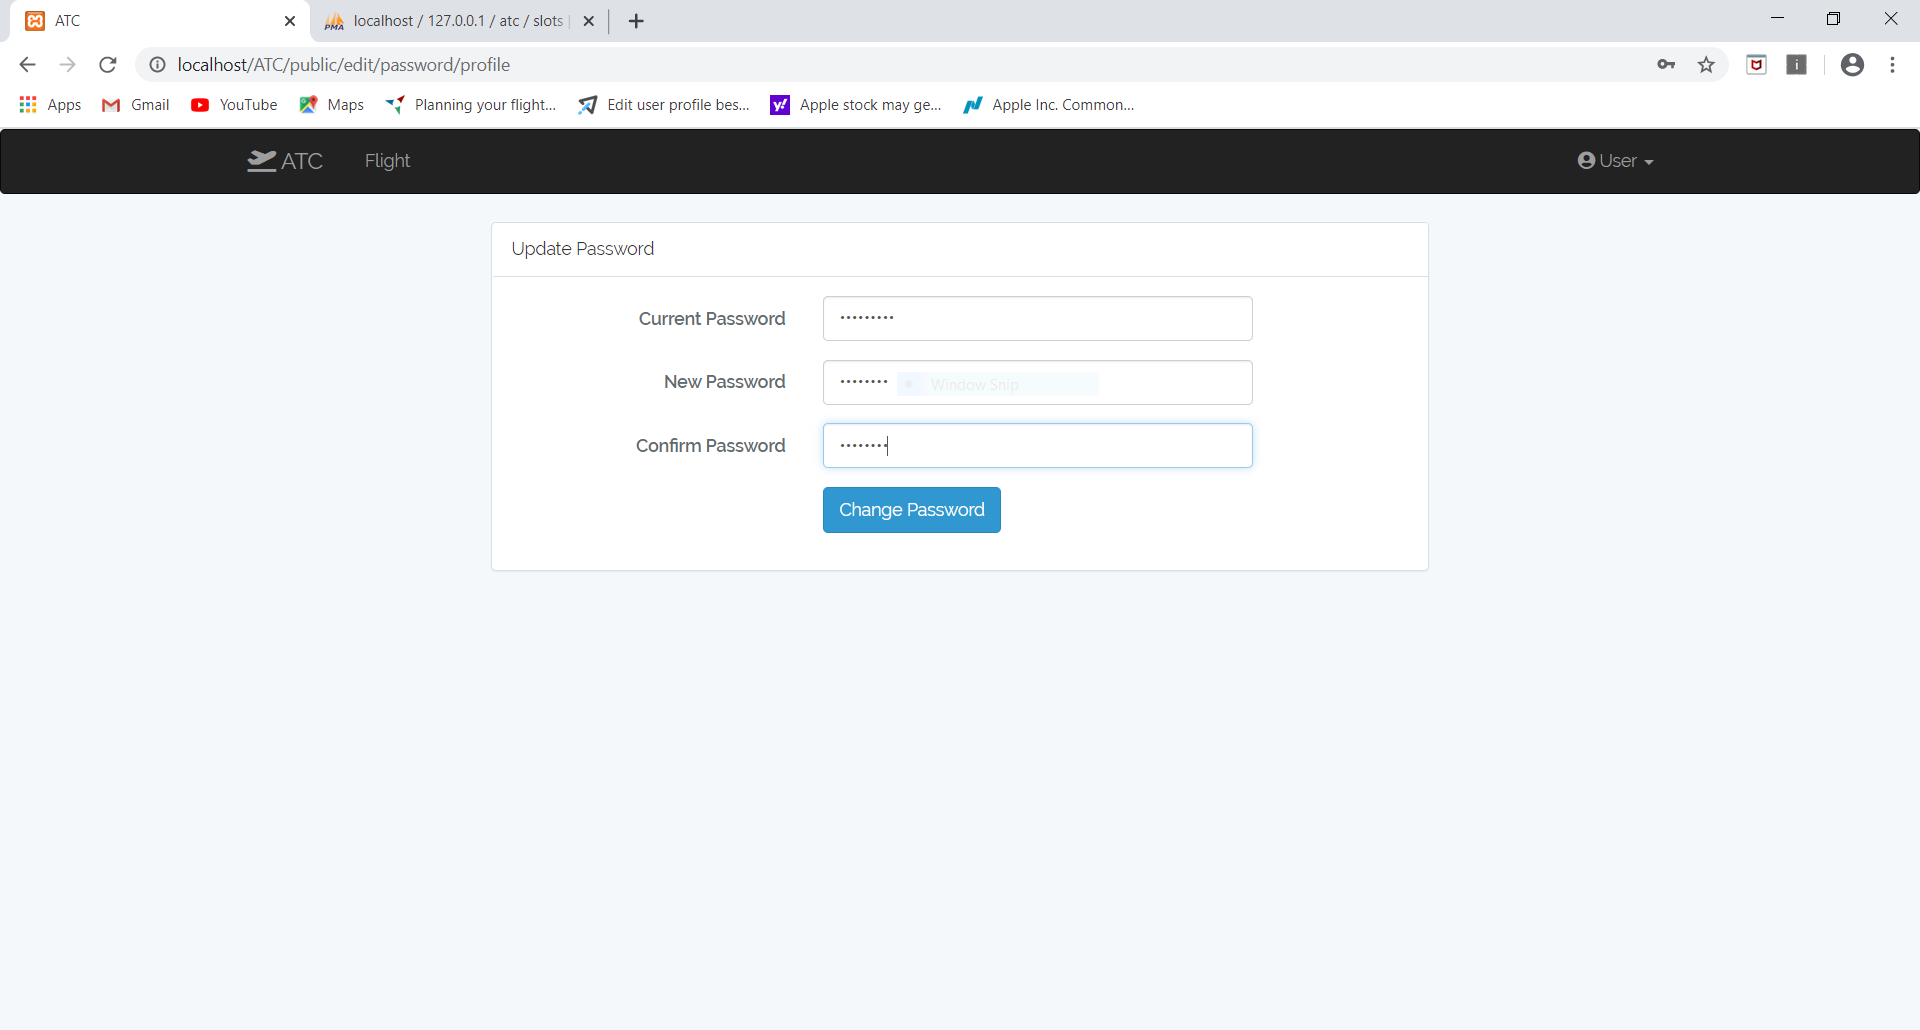 ATC
PMA localhost / 127.0.0.1 / atc / slots
localhost/ATC/public/edit/password/profile
Apps Gmail YouTube Maps Planning your flight... Edit user profile bes... y! Apple stock may ge... Apple Inc. Common...
ATC Flight User
Update Password
Current Password •••••••••
New Password •••••••• Window Snip
Confirm Password ••••••••
Change Password